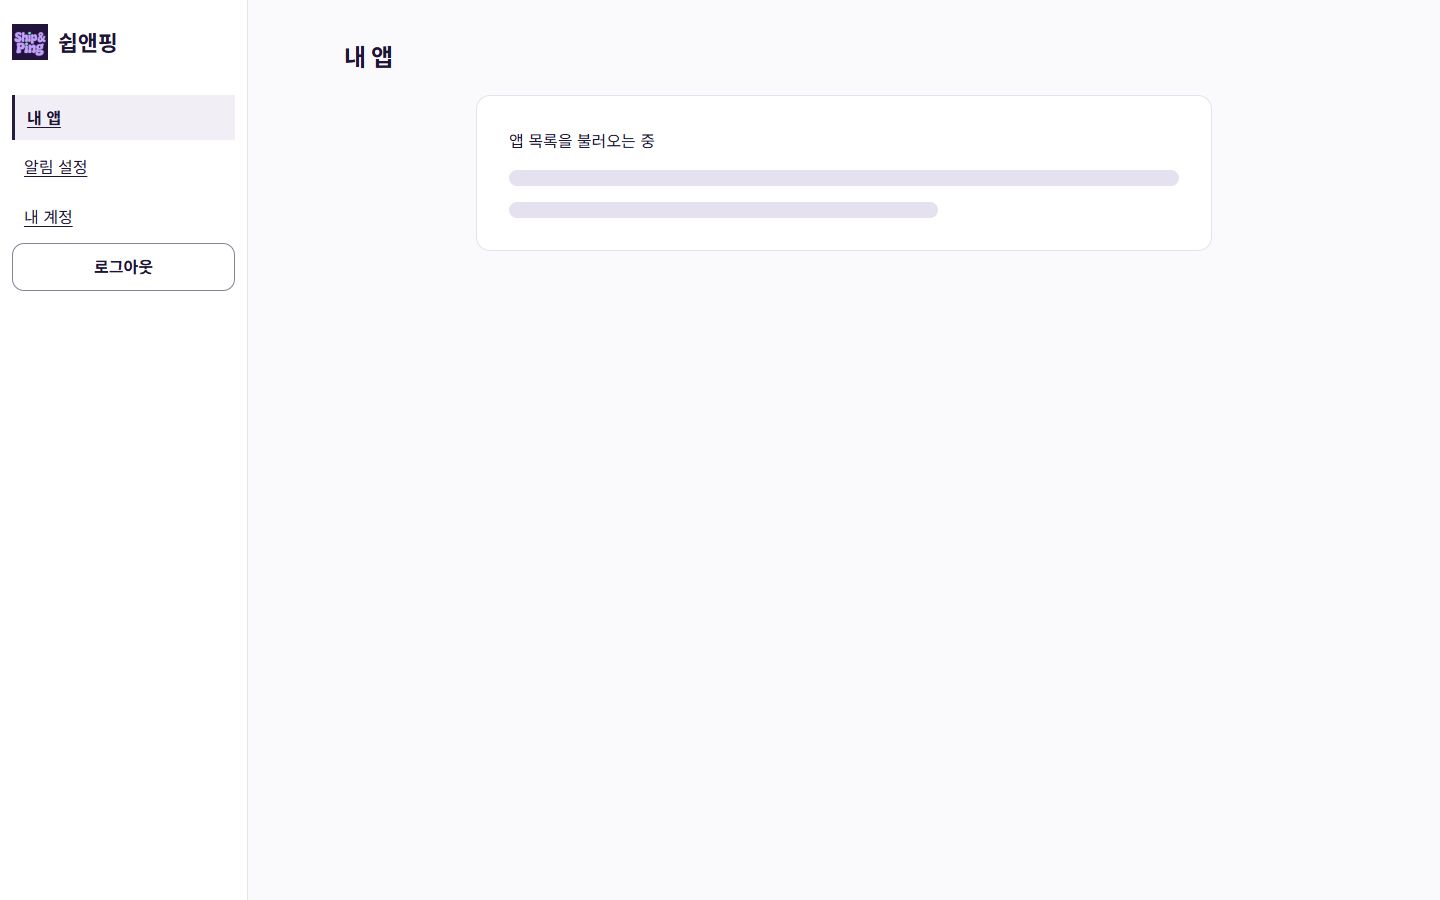 Ship&
Ping
쉽앤핑
내 앱
알림 설정
내 계정
로그아웃
내 앱
앱 목록을 불러오는 중